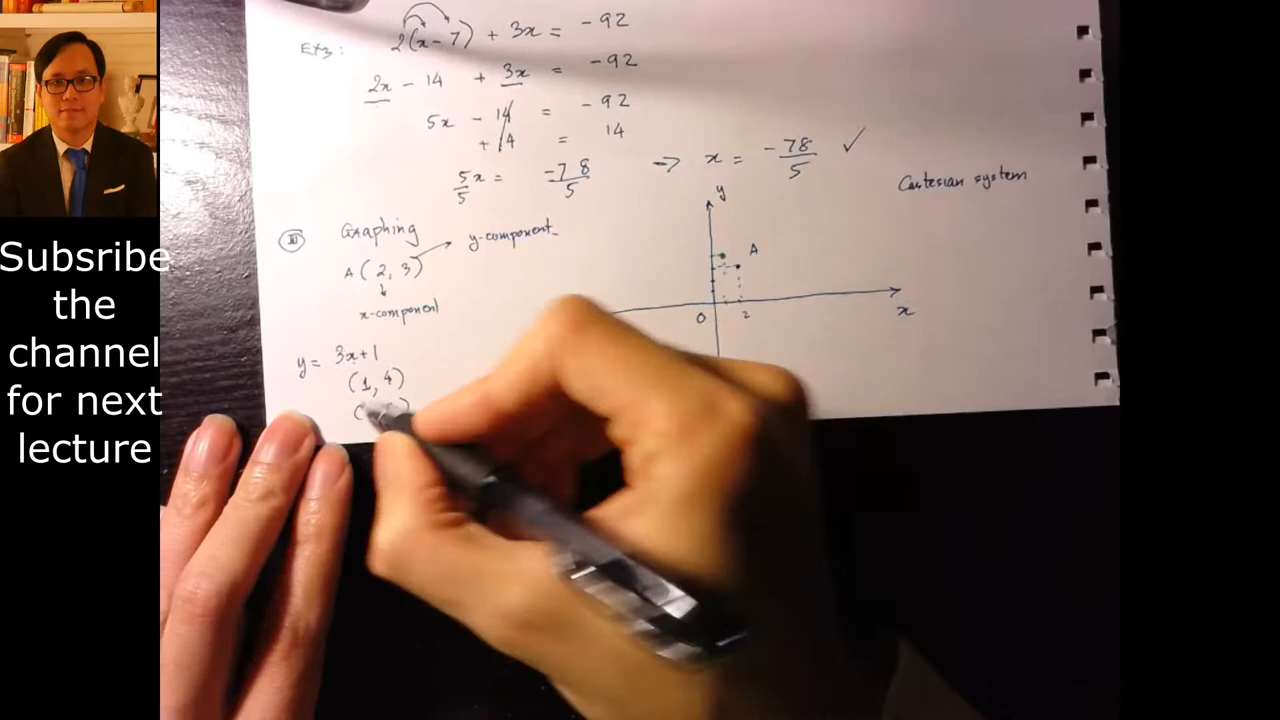 Subsribe
the
channel
for next
lecture
Ex3: 2(x-7) + 3x = -92
2x - 14 + 3x = -92
5x - 14 = -92
+ 14 = 14
5x/5 = -78/5 → x = -78/5 ✓
Cartesian system
III Graphing
A (2, 3)
y-component
x-component
y = 3x+1
(1, 4)
y
A
0
2
x